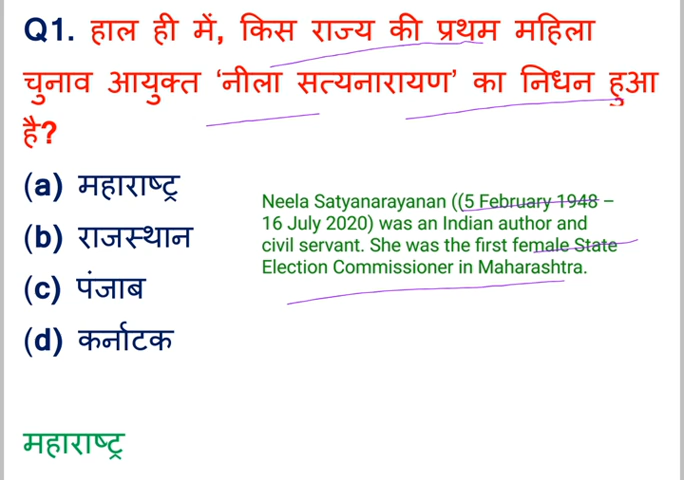 Q1. हाल ही में, किस राज्य की प्रथम महिला
चुनाव आयुक्त ‘नीला सत्यनारायण’ का निधन हुआ
है?
(a) महाराष्ट्र
(b) राजस्थान
(c) पंजाब
(d) कर्नाटक
Neela Satyanarayanan ((5 February 1948 –
16 July 2020) was an Indian author and
civil servant. She was the first female State
Election Commissioner in Maharashtra.
महाराष्ट्र